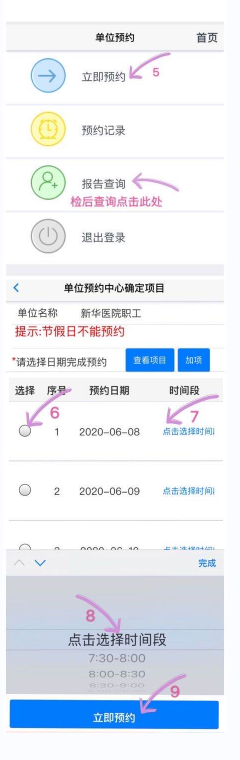 单位预约 首页
立即预约 5
预约记录
报告查询
检后查询点击此处
退出登录
单位预约中心确定项目
单位名称 新华医院职工
提示:节假日不能预约
*请选择日期完成预约 查看项目 加项
选择 序号 预约日期 时间段
6 7
1 2020-06-08 点击选择时间
2 2020-06-09 点击选择时间
完成
8
点击选择时间段
7:30-8:00
8:00-8:30
8:30-9:00
9
立即预约